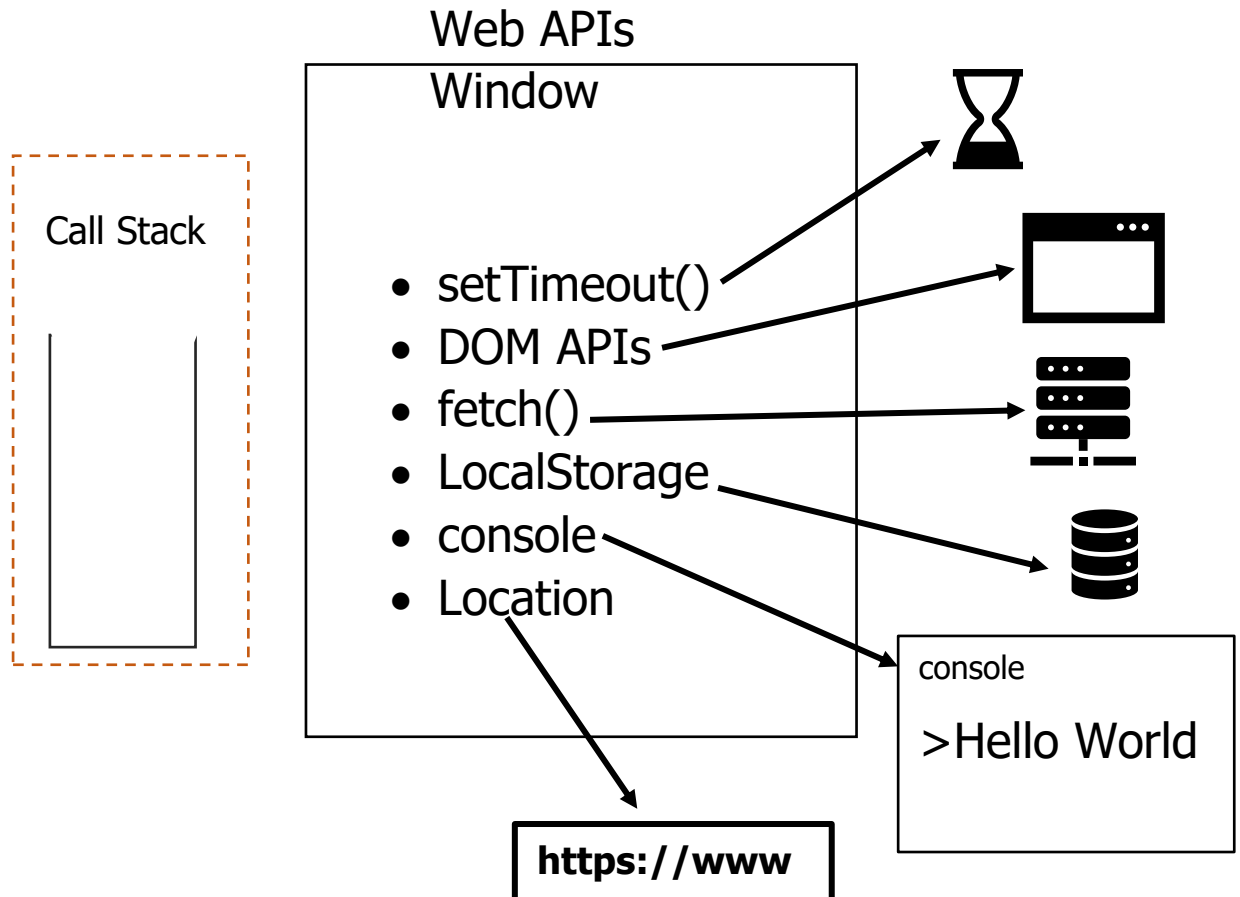 Web APIs
Window
Call Stack
• setTimeout()
• DOM APIs
• fetch()
• LocalStorage
• console
• Location
console
>Hello World
https://www